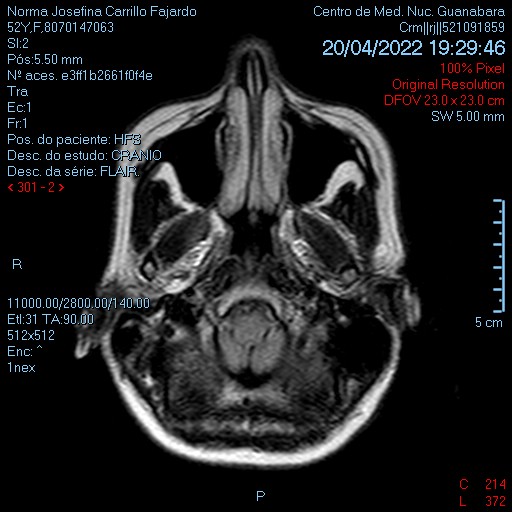 Norma Josefina Carrillo Fajardo
52Y,F,8070147063
Sl:2
Pós:5.50 mm
Nº aces. e3ff1b2661f0f4e
Tra
Ec:1
Fr:1
Pos. do paciente: HFS
Desc. do estudo: CRANIO
Desc. da série: FLAIR.
< 301 - 2 >
Centro de Med. Nuc. Guanabara
Crm||rj||521091859
20/04/2022 19:29:46
100% Pixel
Original Resolution
DFOV 23.0 x 23.0 cm
SW 5.00 mm
R
11000.00/2800.00/140.00
Etl:31 TA:90.00
512x512
Enc: ^
1nex
5 cm
P
C 214
L 372